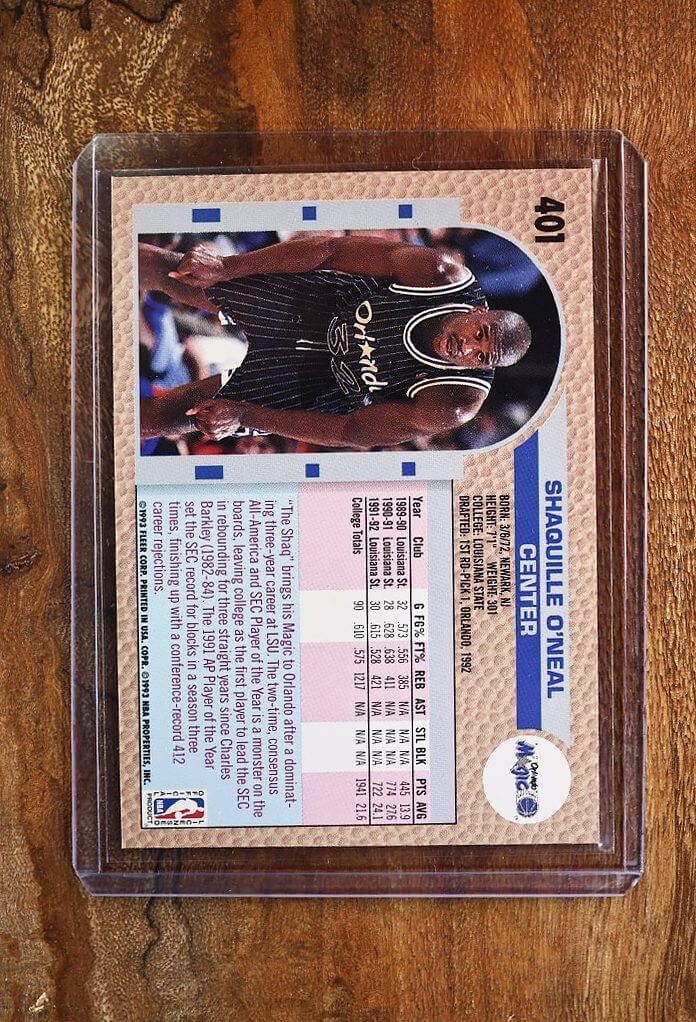 401
SHAQUILLE O'NEAL
CENTER
BORN: 3/6/72, NEWARK, NJ
HEIGHT: 7'1" WEIGHT: 301
COLLEGE: LOUISIANA STATE
DRAFTED: 1ST RD-PICK 1, ORLANDO, 1992
Orlando
MAGIC
Orlando
32
Year Club G FG% FT% REB AST STL BLK PTS AVG
1989-90 Louisiana St. 32 .573 .556 385 N/A N/A N/A 445 13.9
1990-91 Louisiana St. 28 .628 .638 411 N/A N/A N/A 774 27.6
1991-92 Louisiana St. 30 .615 .528 421 N/A N/A N/A 722 24.1
College Totals 90 .610 .575 1217 N/A N/A N/A 1941 21.6
"The Shaq" brings his Magic to Orlando after a dominat-
ing three-year career at LSU. The two-time, consensus
All-America and SEC Player of the Year is a monster on the
boards, leaving college as the first player to lead the SEC
in rebounding for three straight years since Charles
Barkley (1982-84). The 1991 AP Player of the Year
set the SEC record for blocks in a season three
times, finishing up with a conference-record 412
career rejections.
OFFICIAL
NBA
LICENSED
PRODUCT
©1993 FLEER CORP. PRINTED IN USA. COPR. ©1993 NBA PROPERTIES, INC.